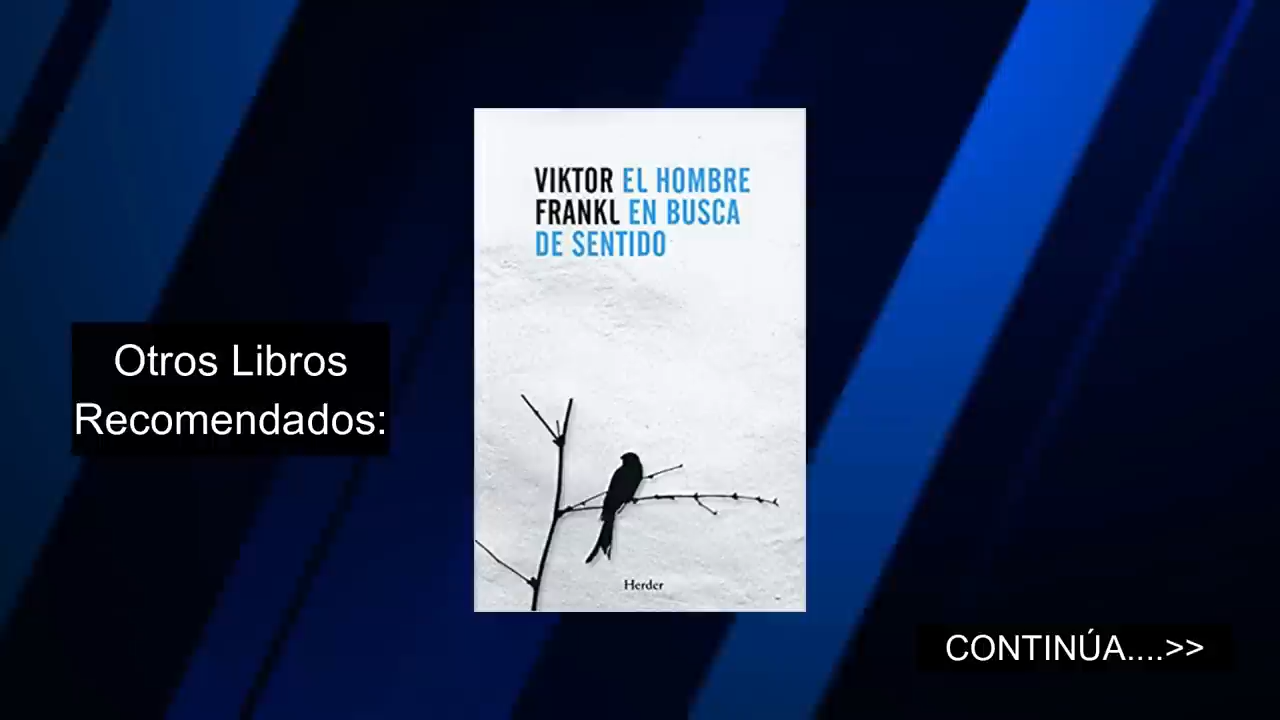 VIKTOR EL HOMBRE
FRANKL EN BUSCA
DE SENTIDO
Otros Libros
Recomendados:
Herder
CONTINÚA....>>